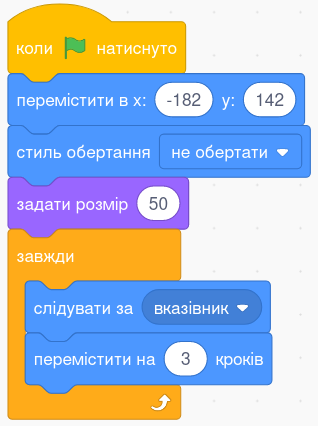 коли натиснуто
перемістити в x: -182 y: 142
стиль обертання не обертати
задати розмір 50
завжди
слідувати за вказівник
перемістити на 3 кроків